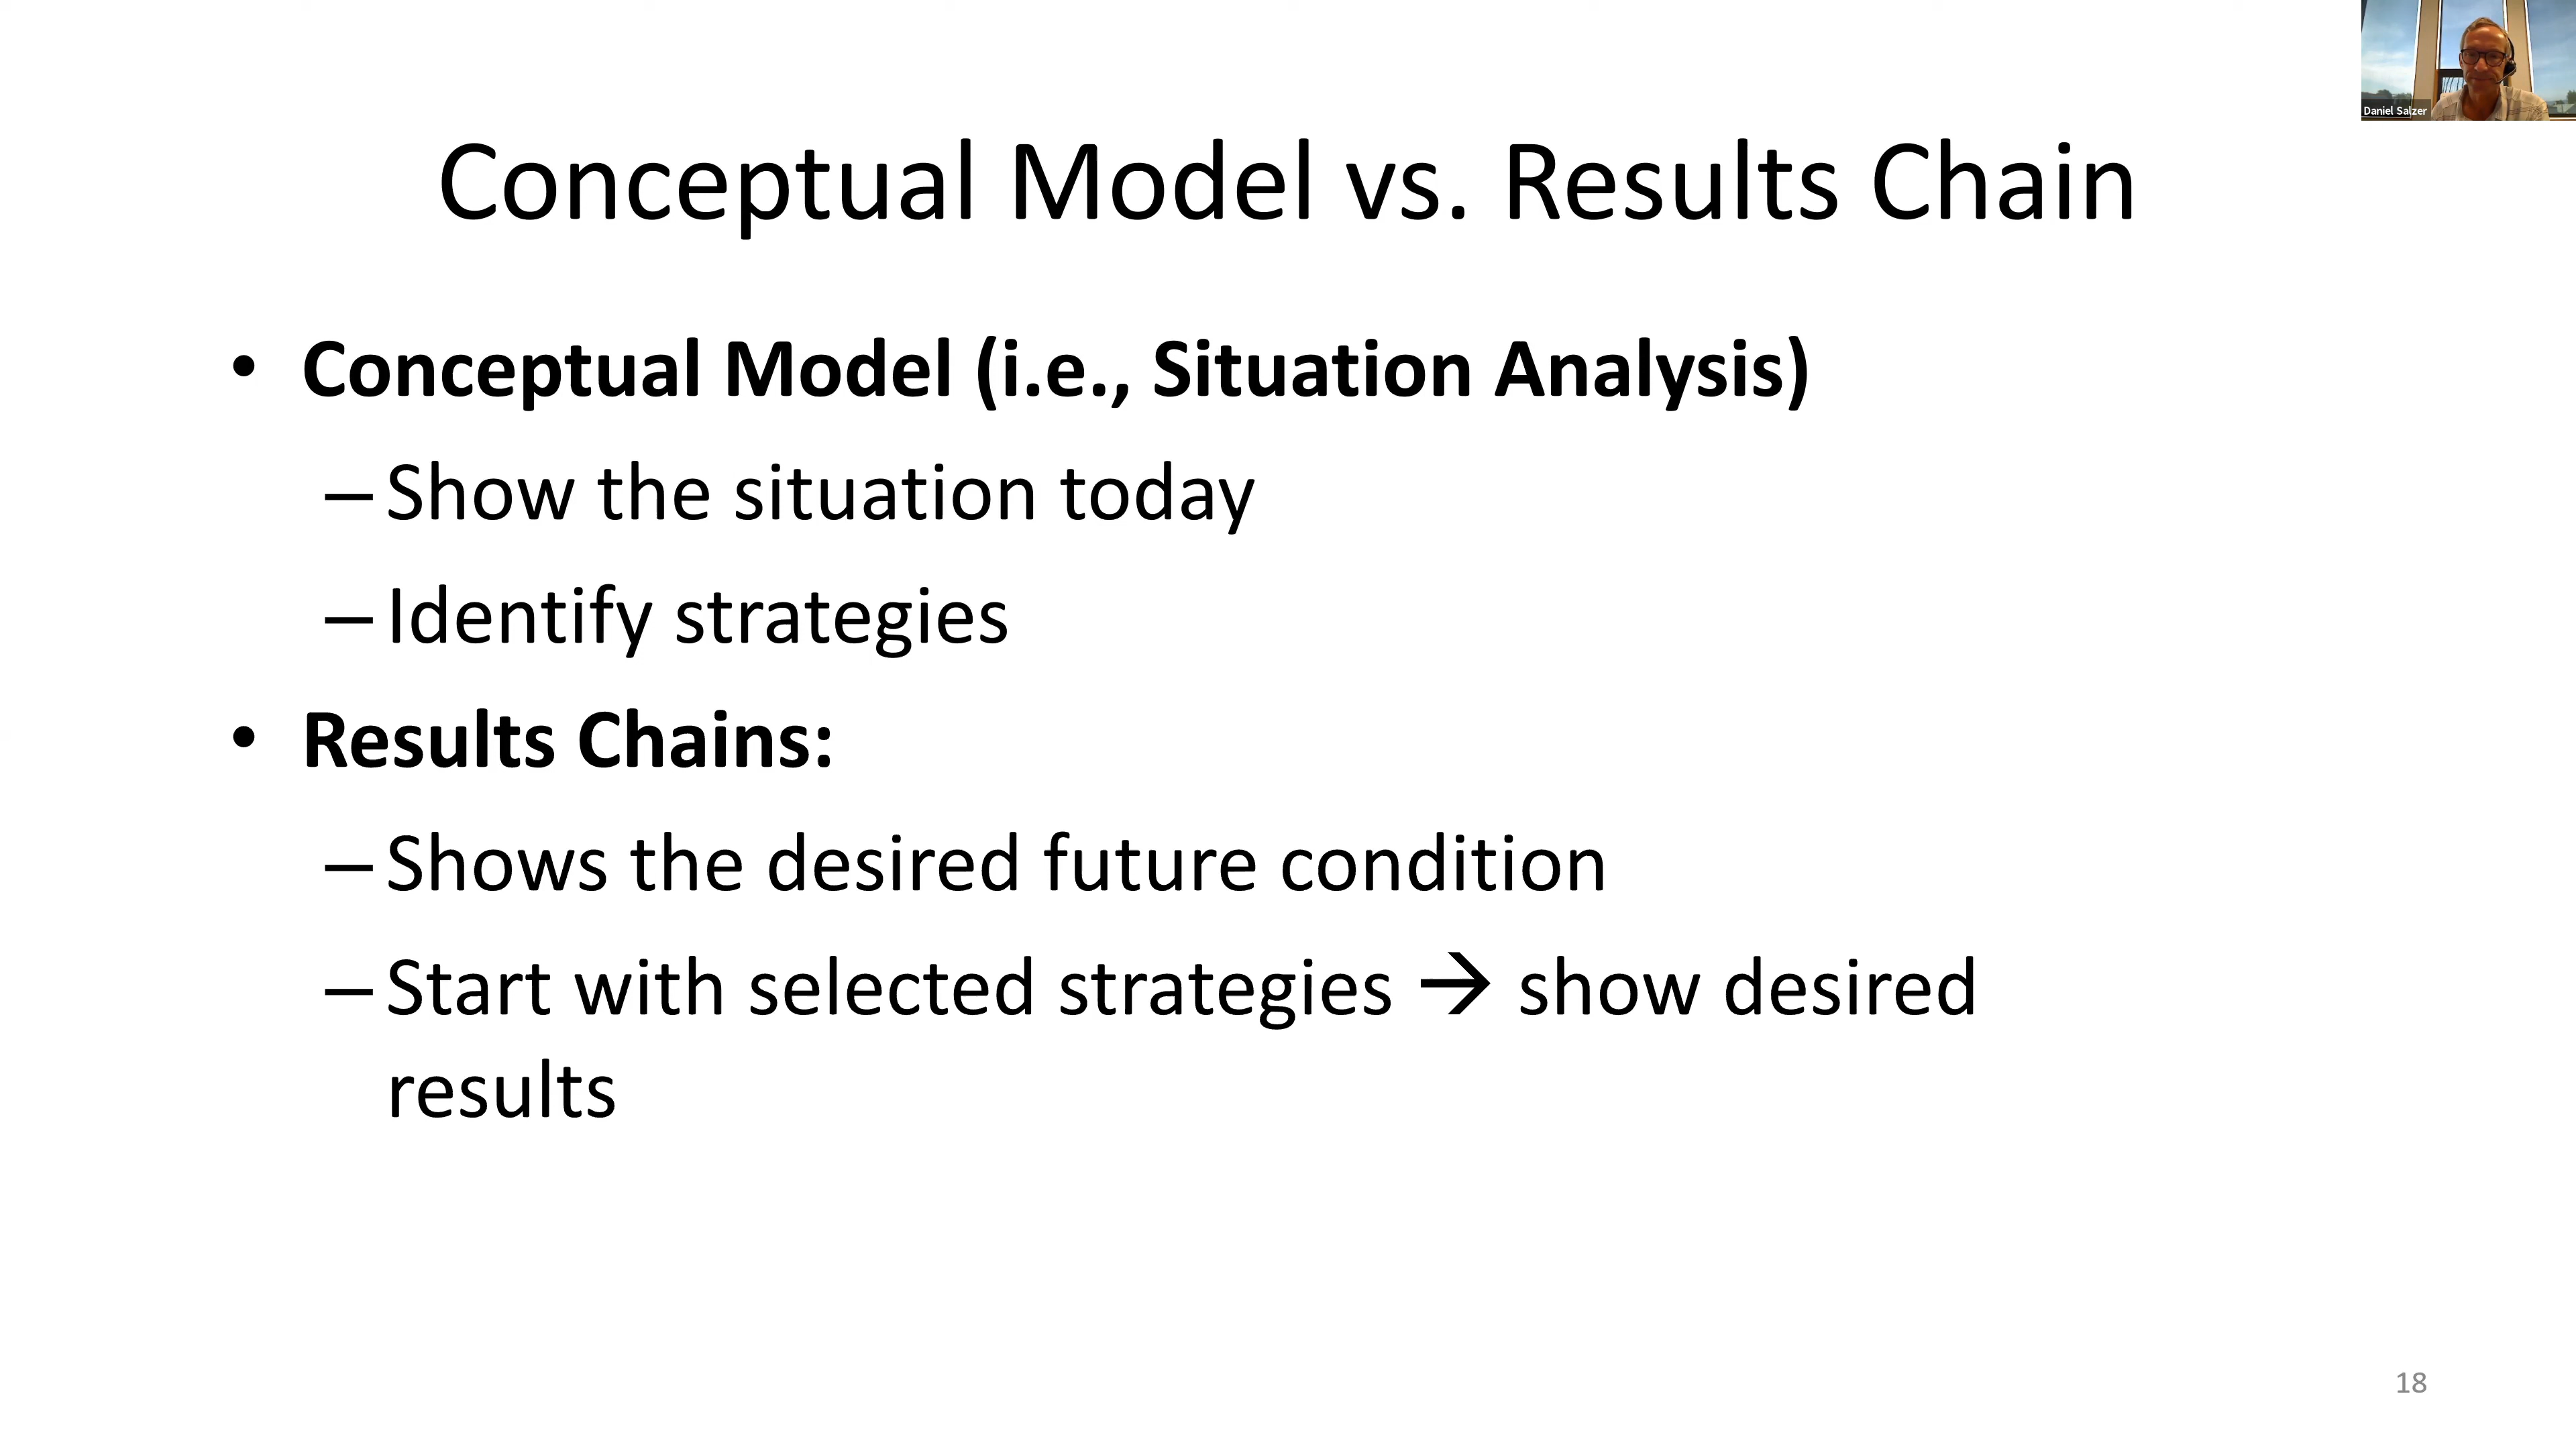 Daniel Salzer
Conceptual Model vs. Results Chain
• Conceptual Model (i.e., Situation Analysis)
– Show the situation today
– Identify strategies
• Results Chains:
– Shows the desired future condition
– Start with selected strategies → show desired
results
18